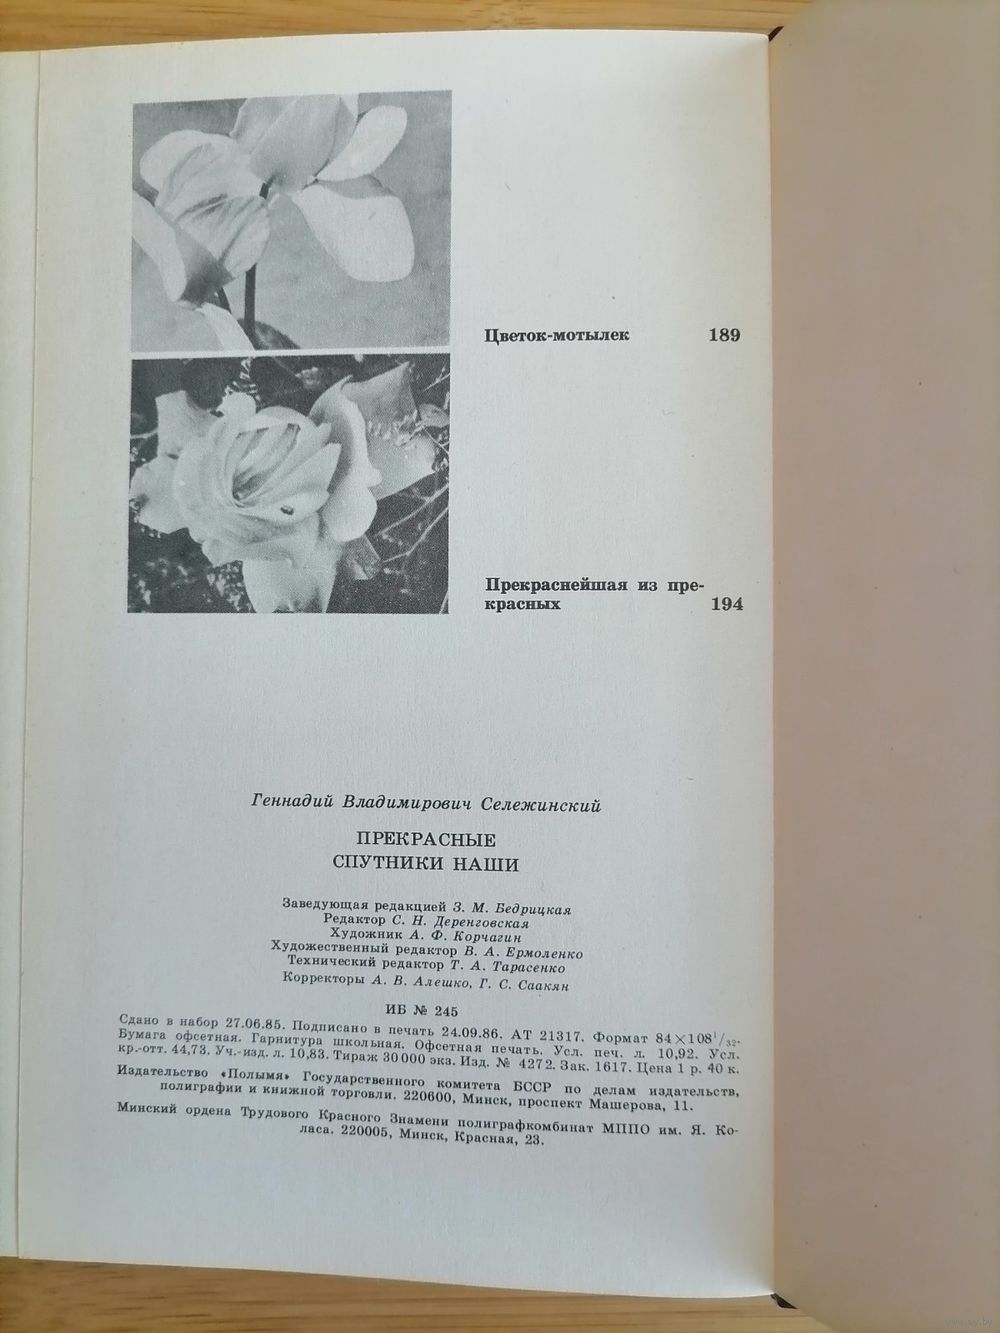 Цветок-мотылек 189
Прекраснейшая из пре-
красных 194
Геннадий Владимирович Сележинский
ПРЕКРАСНЫЕ
СПУТНИКИ НАШИ
Заведующая редакцией З. М. Бедрицкая
Редактор С. Н. Деренговская
Художник А. Ф. Корчагин
Художественный редактор В. А. Ермоленко
Технический редактор Т. А. Тарасенко
Корректоры А. В. Алешко, Г. С. Саакян
ИБ № 245
Сдано в набор 27.06.85. Подписано в печать 24.09.86. АТ 21317. Формат 84×108¹/₃₂.
Бумага офсетная. Гарнитура школьная. Офсетная печать. Усл. печ. л. 10,92. Усл.
кр.-отт. 44,73. Уч.-изд. л. 10,83. Тираж 30 000 экз. Изд. № 4272. Зак. 1617. Цена 1 р. 40 к.
Издательство «Полымя» Государственного комитета БССР по делам издательств,
полиграфии и книжной торговли. 220600, Минск, проспект Машерова, 11.
Минский ордена Трудового Красного Знамени полиграфкомбинат МППО им. Я. Ко-
ласа. 220005, Минск, Красная, 23.